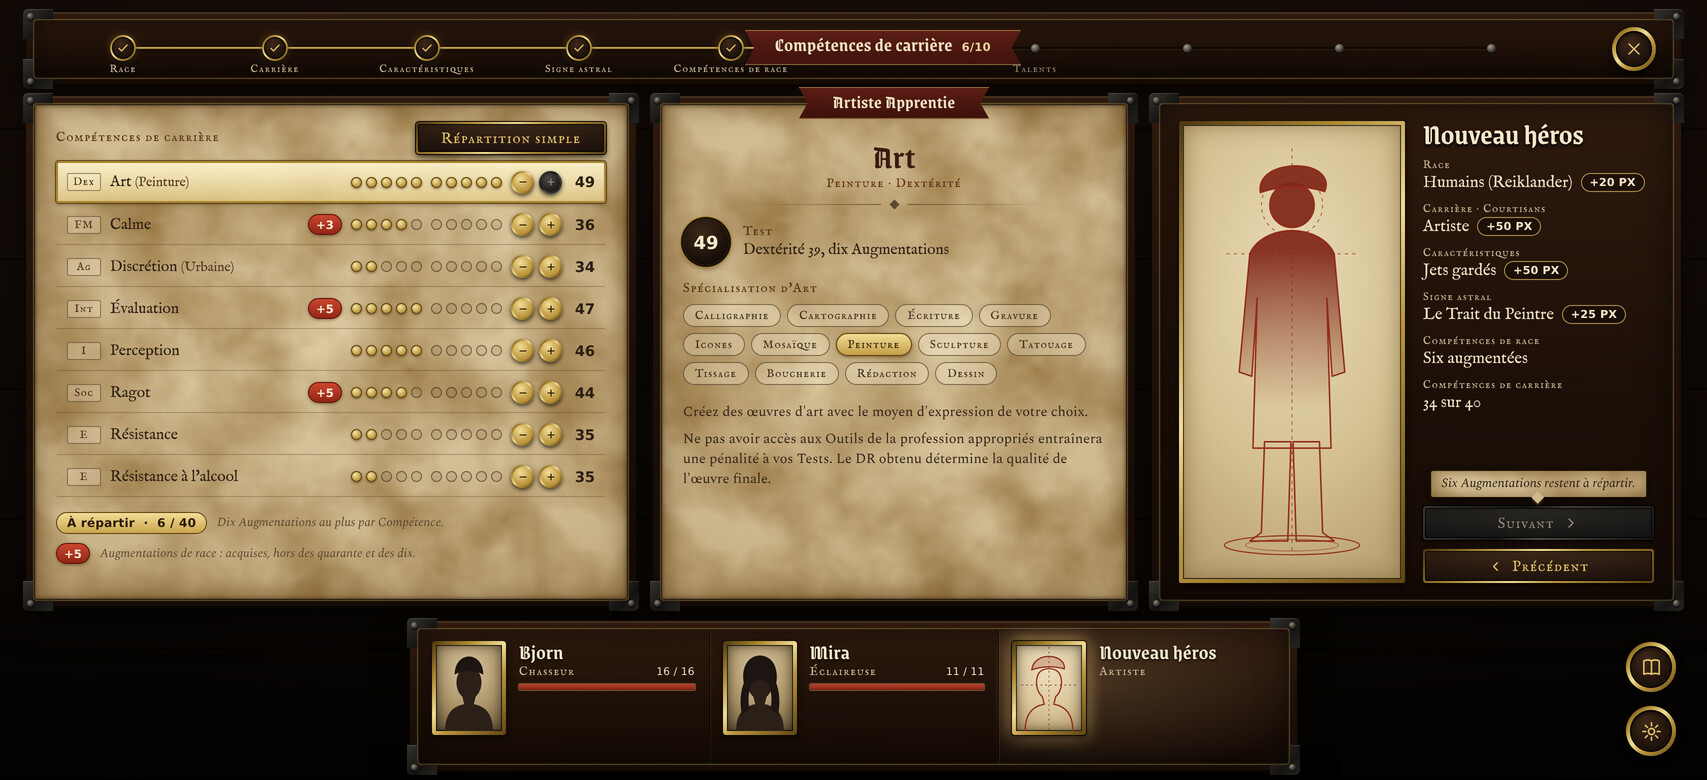 Race
Carrière
Caractéristiques
Signe astral
Compétences de race
Compétences de carrière 6/10
Talents
Compétences de carrière
Répartition simple
Dex Art (Peinture) 49
FM Calme +3 36
Ag Discrétion (Urbaine) 34
Int Évaluation +5 47
I Perception 46
Soc Ragot +5 44
E Résistance 35
E Résistance à l'alcool 35
À répartir · 6 / 40 Dix Augmentations au plus par Compétence.
+5 Augmentations de race : acquises, hors des quarante et des dix.
Artiste Apprentie
Art
Peinture · Dextérité
49
Test
Dextérité 39, dix Augmentations
Spécialisation d'Art
Calligraphie Cartographie Écriture Gravure
Icones Mosaïque Peinture Sculpture Tatouage
Tissage Boucherie Rédaction Dessin
Créez des œuvres d'art avec le moyen d'expression de votre choix.
Ne pas avoir accès aux Outils de la profession appropriés entraînera
une pénalité à vos Tests. Le DR obtenu détermine la qualité de
l'œuvre finale.
Nouveau héros
Race
Humains (Reiklander) +20 PX
Carrière · Courtisans
Artiste +50 PX
Caractéristiques
Jets gardés +50 PX
Signe astral
Le Trait du Peintre +25 PX
Compétences de race
Six augmentées
Compétences de carrière
34 sur 40
Six Augmentations restent à répartir.
Suivant
Précédent
Bjorn
Chasseur 16 / 16
Mira
Éclaireuse 11 / 11
Nouveau héros
Artiste